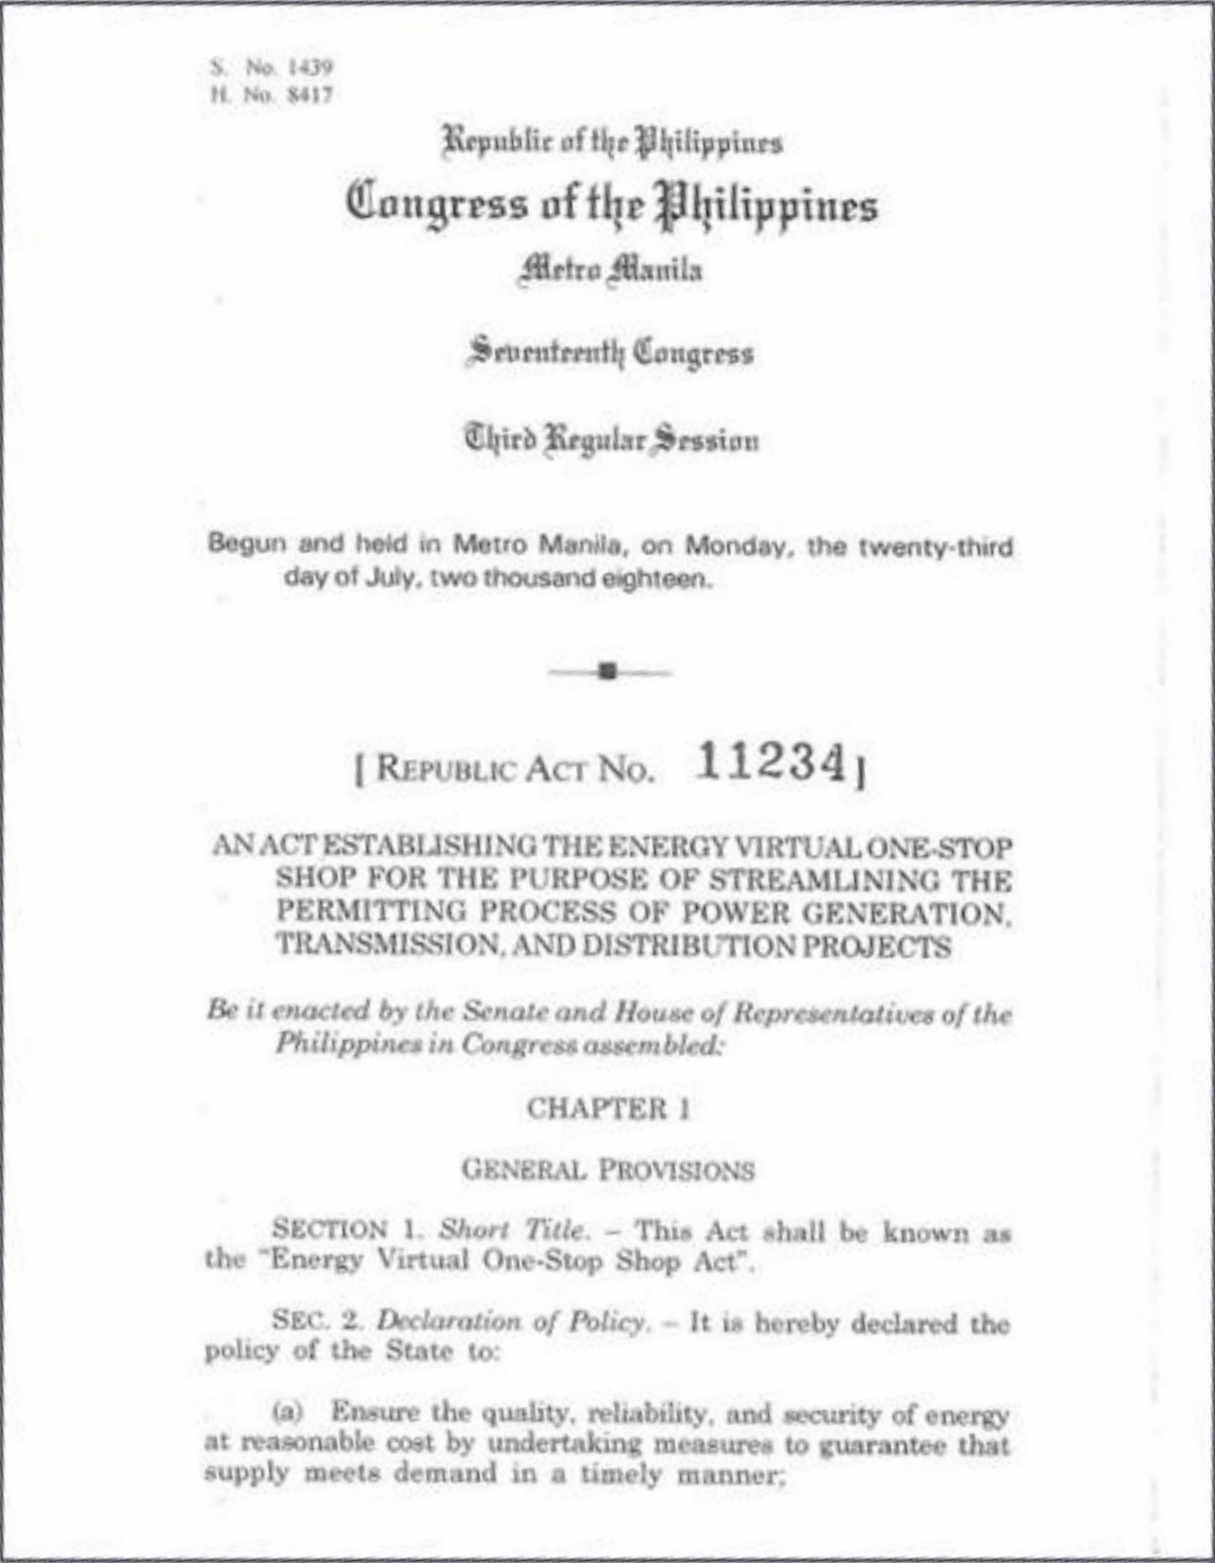 S. No. 1439
H. No. 8417
Republic of the Philippines
Congress of the Philippines
Metro Manila
Seventeenth Congress
Third Regular Session
Begun and held in Metro Manila, on Monday, the twenty-third
day of July, two thousand eighteen.
[ REPUBLIC ACT NO. 11234 ]
AN ACT ESTABLISHING THE ENERGY VIRTUAL ONE-STOP
SHOP FOR THE PURPOSE OF STREAMLINING THE
PERMITTING PROCESS OF POWER GENERATION,
TRANSMISSION, AND DISTRIBUTION PROJECTS
Be it enacted by the Senate and House of Representatives of the
Philippines in Congress assembled:
CHAPTER 1
GENERAL PROVISIONS
SECTION 1. Short Title. – This Act shall be known as
the “Energy Virtual One-Stop Shop Act”.
SEC. 2. Declaration of Policy. – It is hereby declared the
policy of the State to:
(a) Ensure the quality, reliability, and security of energy
at reasonable cost by undertaking measures to guarantee that
supply meets demand in a timely manner;